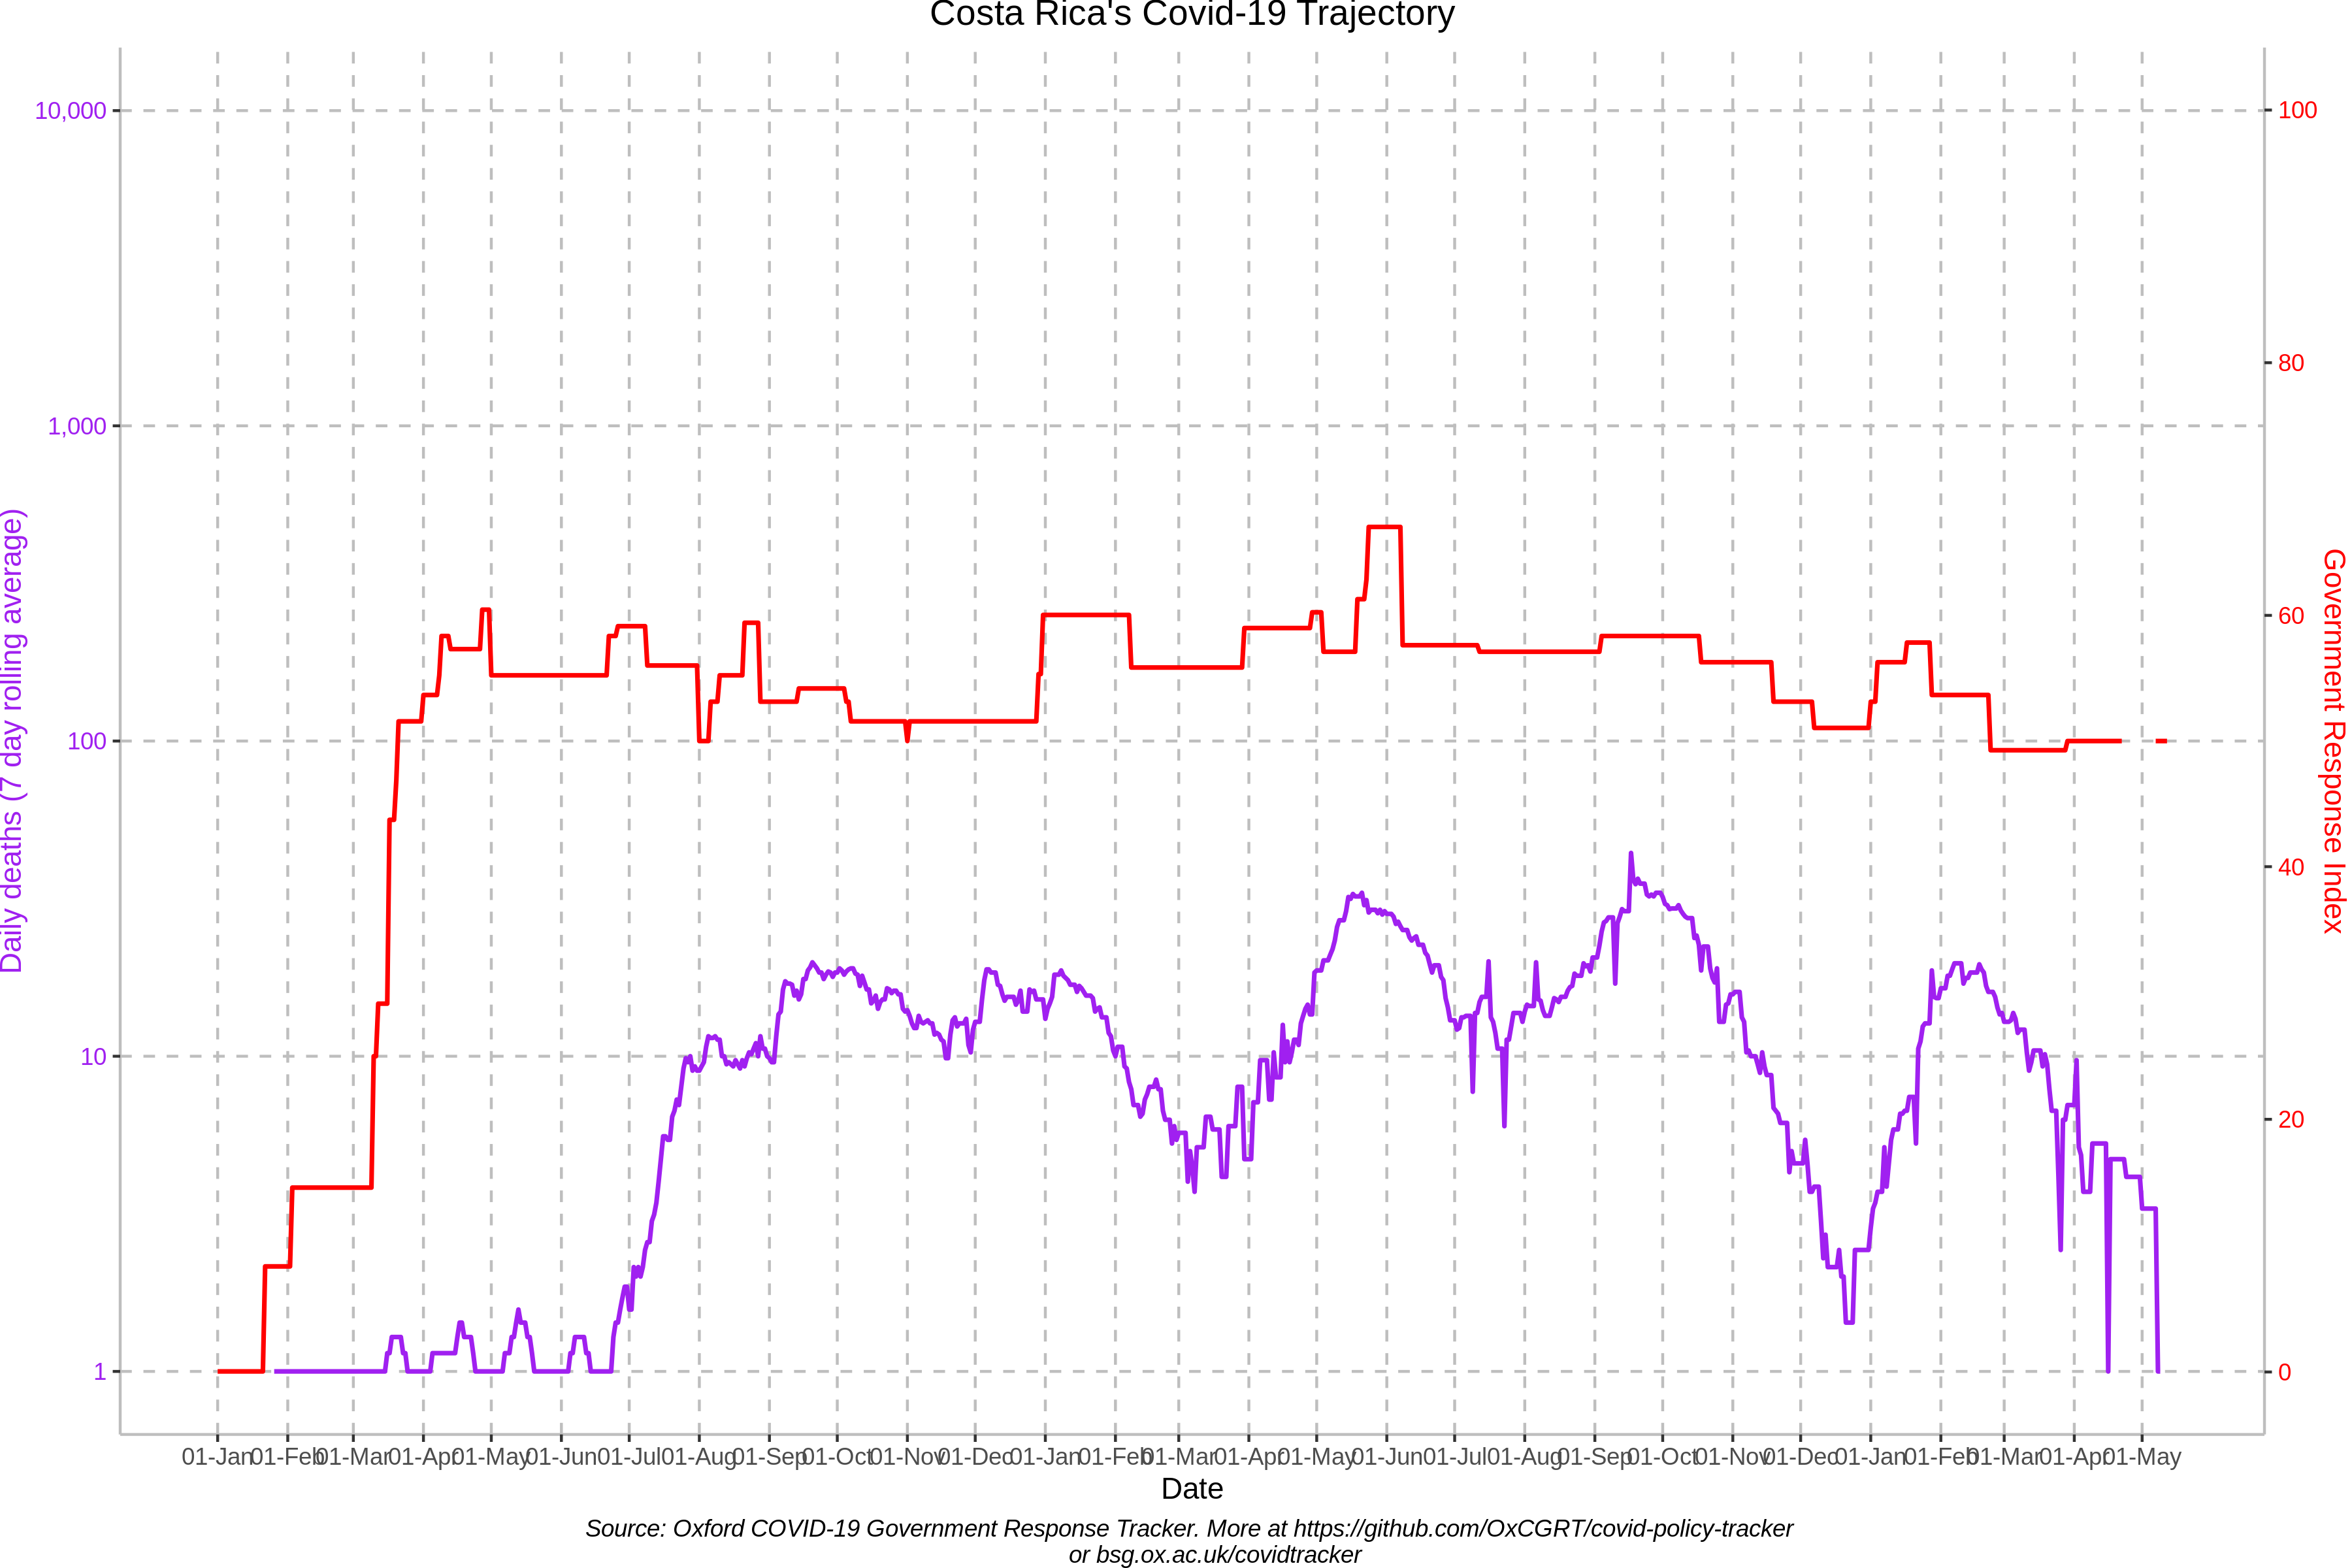 Costa Rica's Covid-19 Trajectory
10,000
1,000
100
10
1
Daily deaths (7 day rolling average)
100
80
60
40
20
0
Government Response Index
01-Jan 01-Feb 01-Mar 01-Apr 01-May 01-Jun 01-Jul 01-Aug 01-Sep 01-Oct 01-Nov 01-Dec 01-Jan 01-Feb 01-Mar 01-Apr 01-May 01-Jun 01-Jul 01-Aug 01-Sep 01-Oct 01-Nov 01-Dec 01-Jan 01-Feb 01-Mar 01-Apr 01-May
Date
Source: Oxford COVID-19 Government Response Tracker. More at https://github.com/OxCGRT/covid-policy-tracker
or bsg.ox.ac.uk/covidtracker